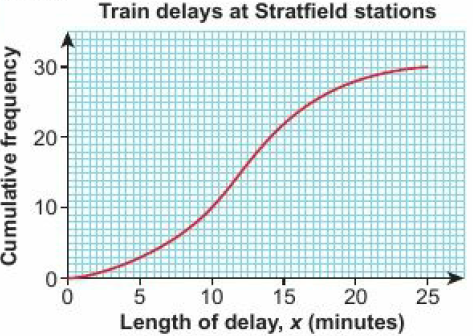 Train delays at Stratfield stations
Cumulative frequency
30
20
10
0
0 5 10 15 20 25
Length of delay, x (minutes)